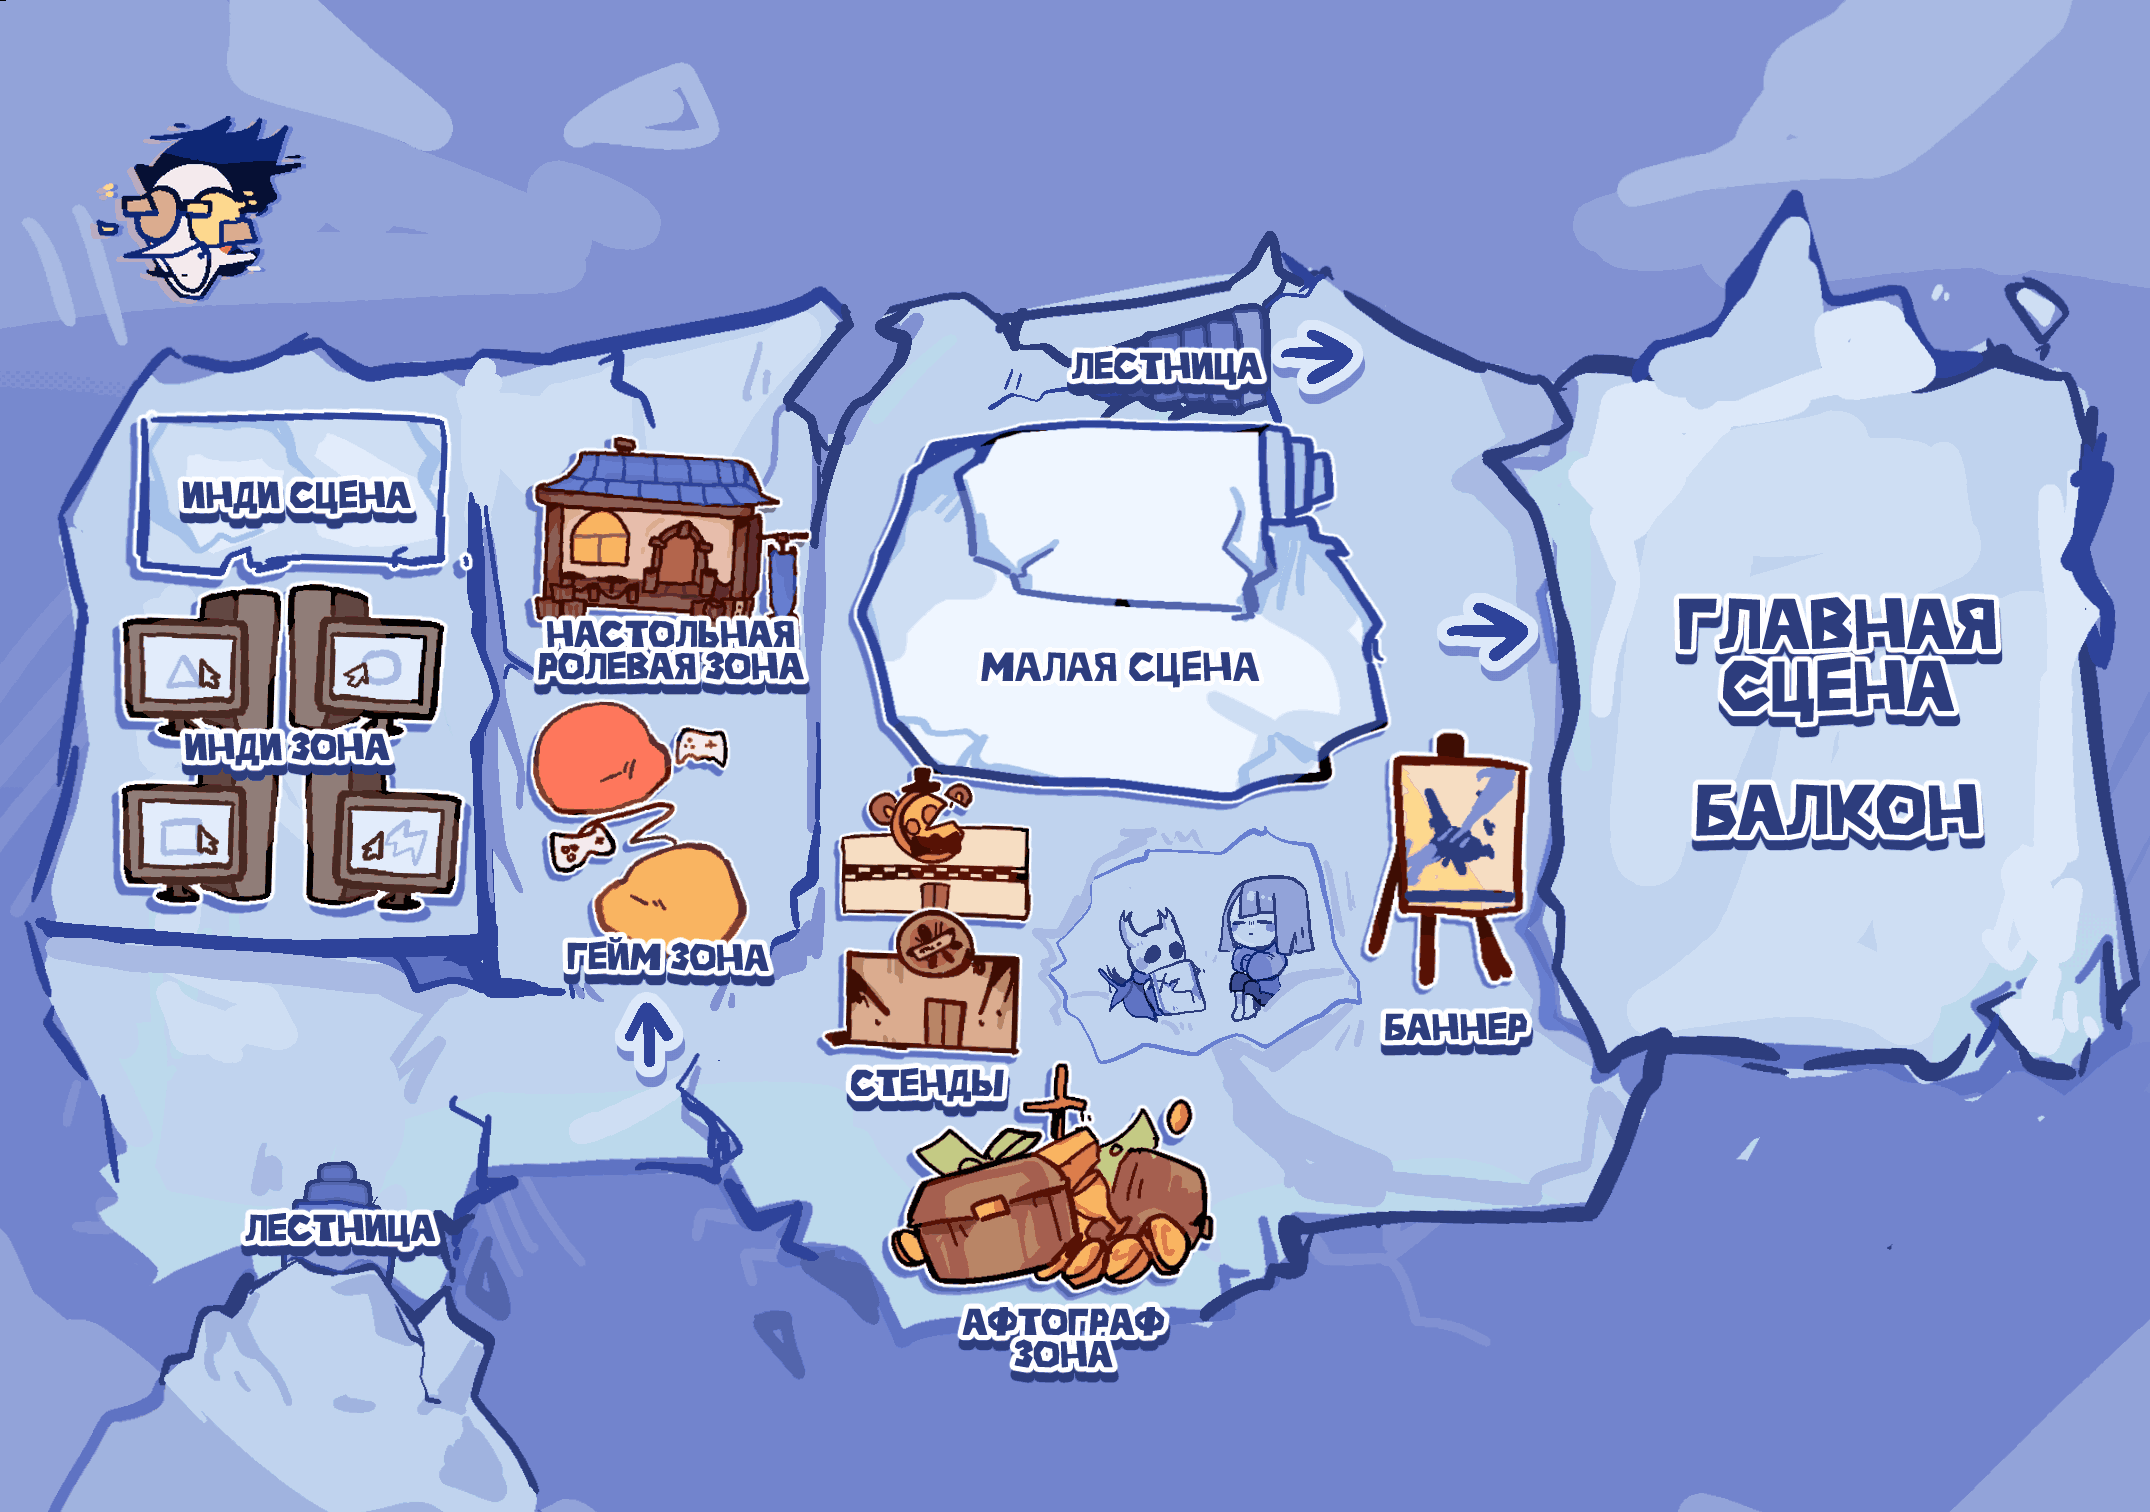 ЛЕСТНИЦА
ИНДИ СЦЕНА
НАСТОЛЬНАЯ
РОЛЕВАЯ ЗОНА
МАЛАЯ СЦЕНА
ГЛАВНАЯ
СЦЕНА
ИНДИ ЗОНА
БАЛКОН
ГЕЙМ ЗОНА
БАННЕР
СТЕНДЫ
ЛЕСТНИЦА
АФТОГРАФ
ЗОНА